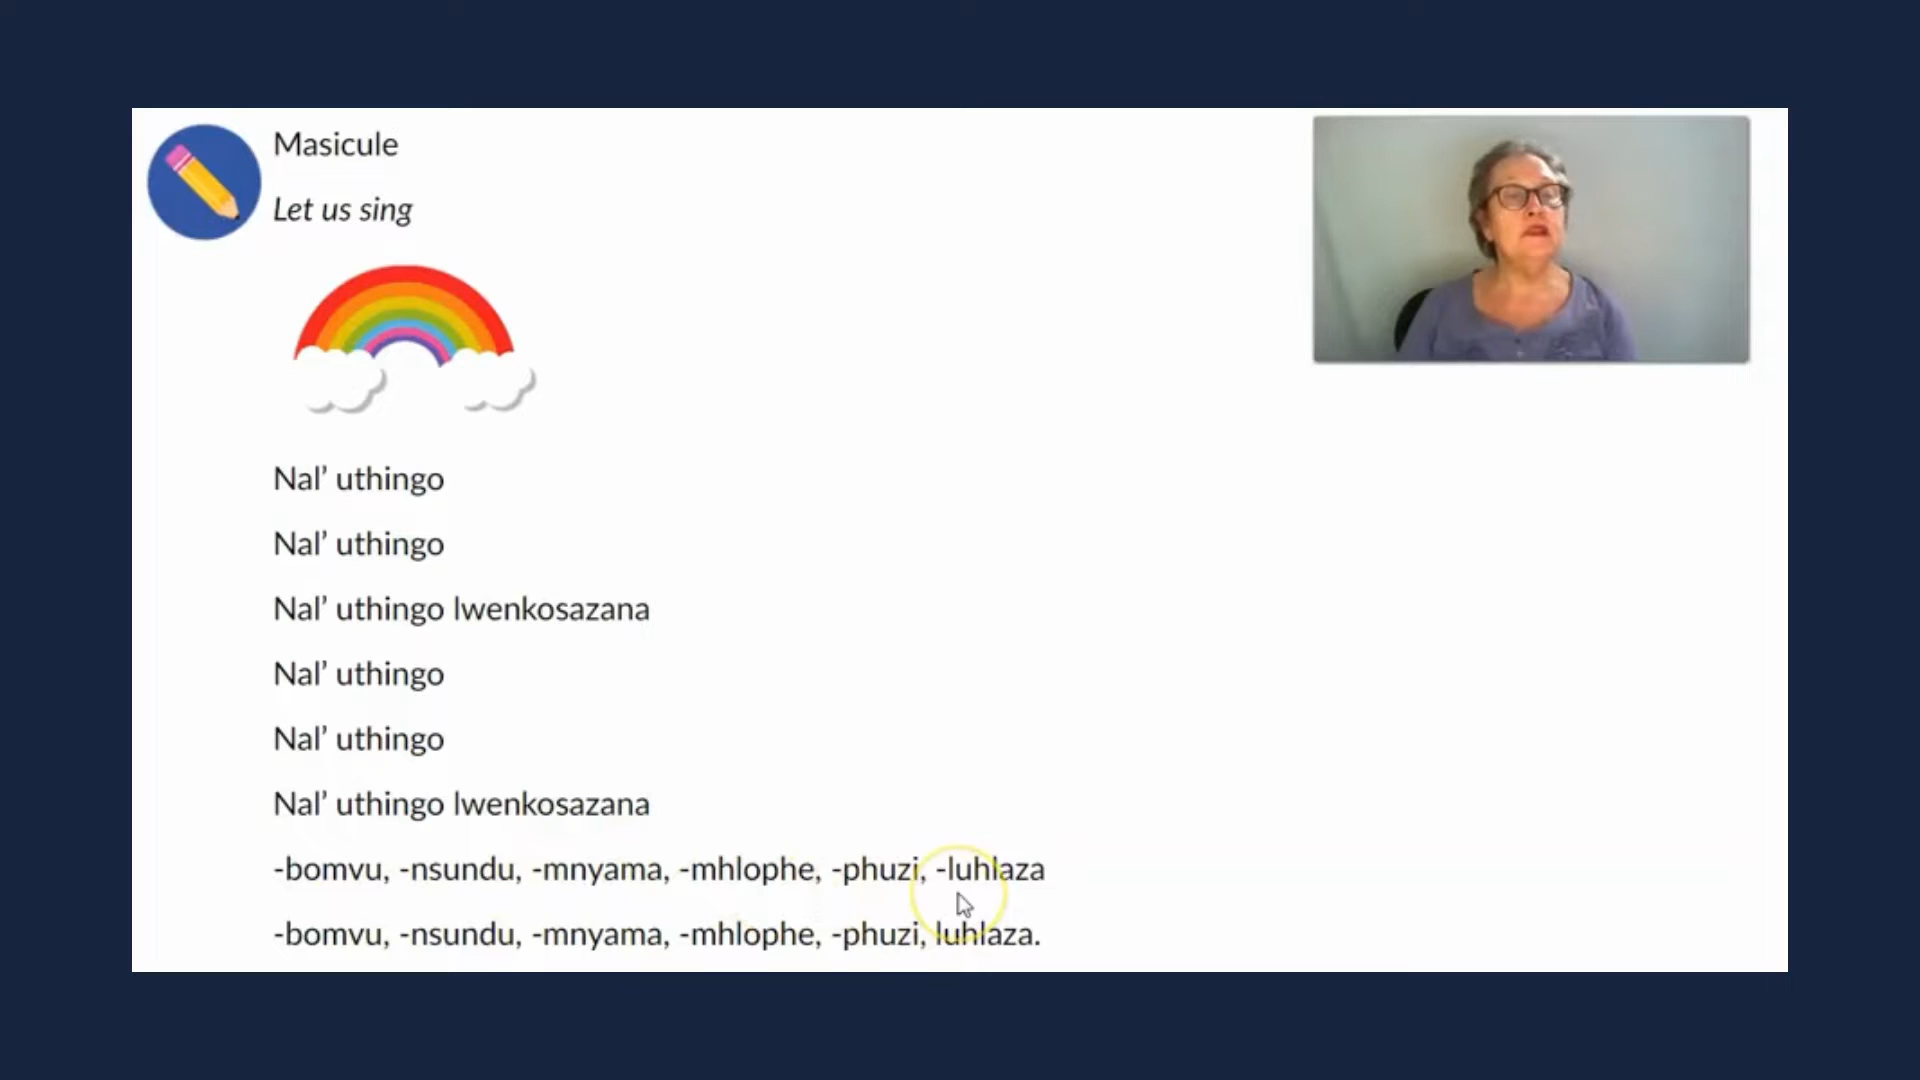 Masicule
Let us sing
Nal’ uthingo
Nal’ uthingo
Nal’ uthingo lwenkosazana
Nal’ uthingo
Nal’ uthingo
Nal’ uthingo lwenkosazana
-bomvu, -nsundu, -mnyama, -mhlophe, -phuzi, -luhlaza
-bomvu, -nsundu, -mnyama, -mhlophe, -phuzi, luhlaza.